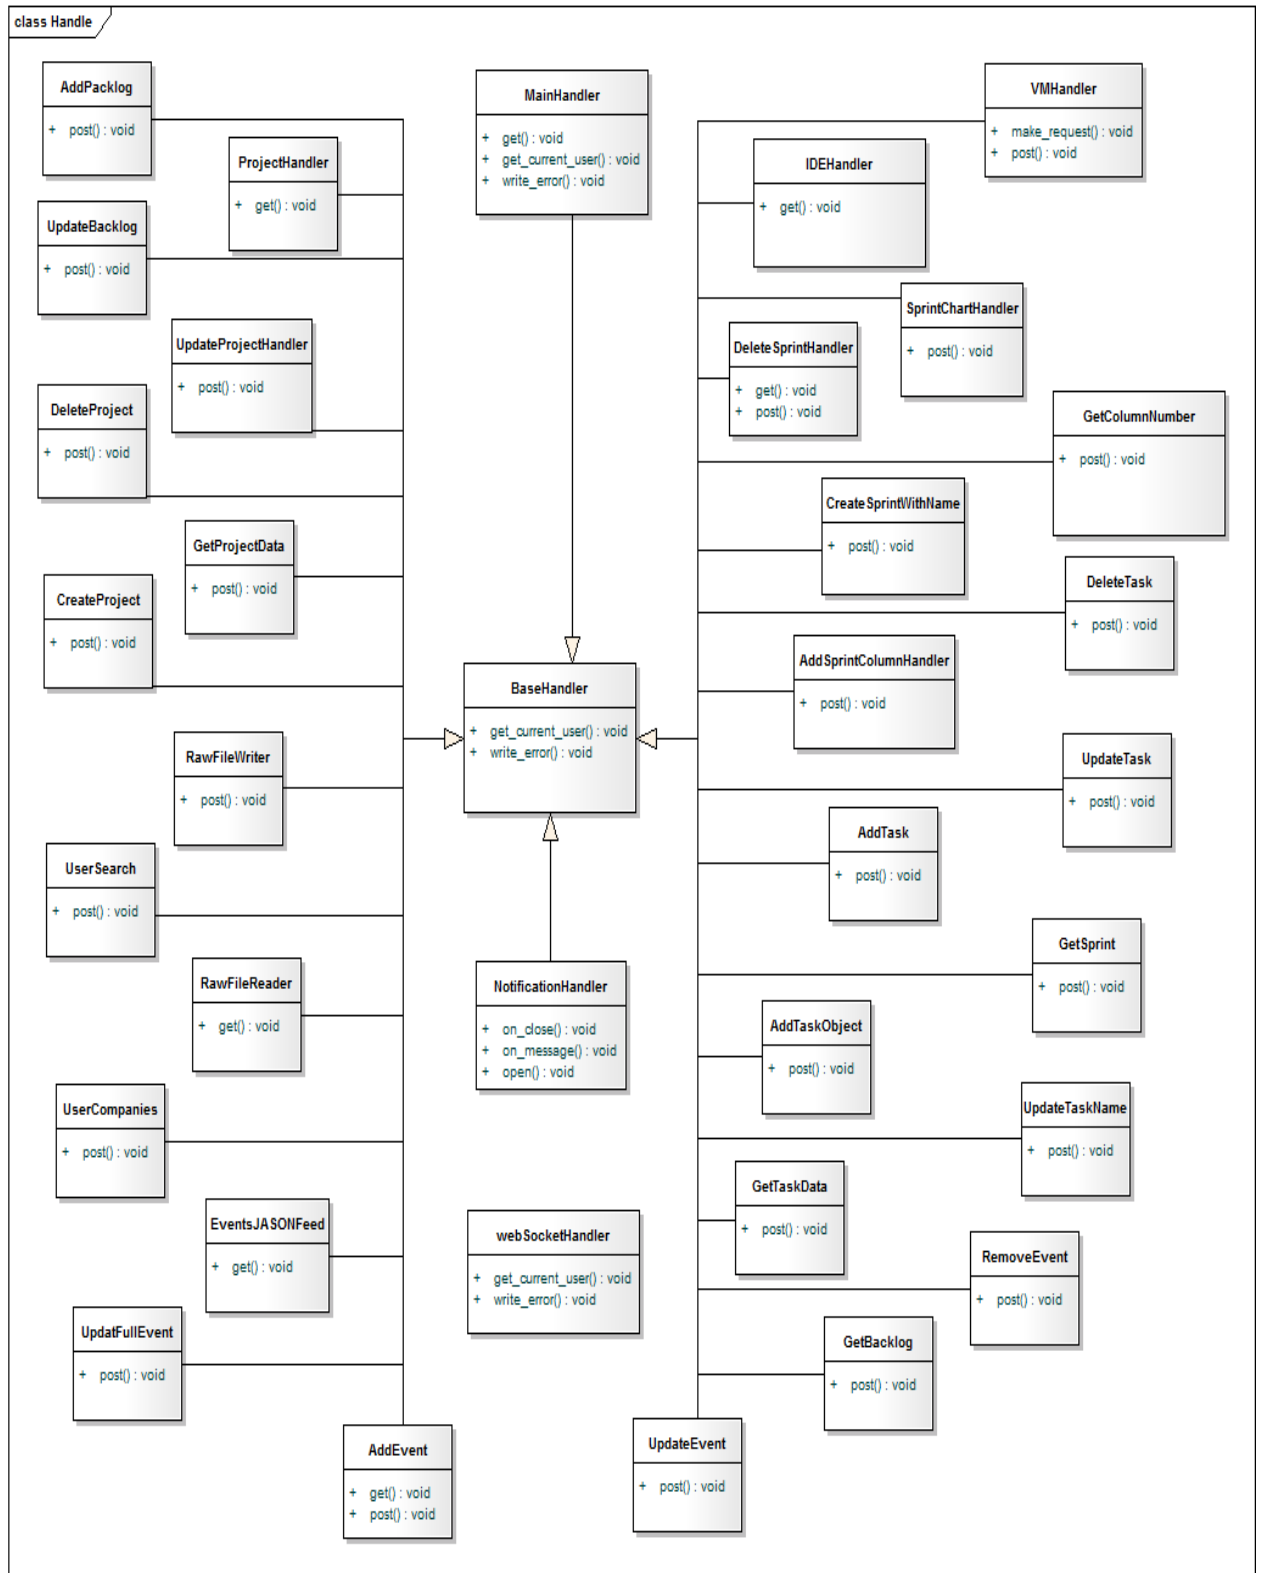 class Handle
AddPacklog
+ post() : void
ProjectHandler
+ get() : void
UpdateBacklog
+ post() : void
UpdateProjectHandler
+ post() : void
DeleteProject
+ post() : void
GetProjectData
+ post() : void
CreateProject
+ post() : void
RawFileWriter
+ post() : void
UserSearch
+ post() : void
RawFileReader
+ get() : void
UserCompanies
+ post() : void
EventsJASONFeed
+ get() : void
UpdatFullEvent
+ post() : void
AddEvent
+ get() : void
+ post() : void
MainHandler
+ get() : void
+ get_current_user() : void
+ write_error() : void
BaseHandler
+ get_current_user() : void
+ write_error() : void
NotificationHandler
+ on_close() : void
+ on_message() : void
+ open() : void
webSocketHandler
+ get_current_user() : void
+ write_error() : void
VMHandler
+ make_request() : void
+ post() : void
IDEHandler
+ get() : void
SprintChartHandler
+ post() : void
DeleteSprintHandler
+ get() : void
+ post() : void
GetColumnNumber
+ post() : void
CreateSprintWithName
+ post() : void
DeleteTask
+ post() : void
AddSprintColumnHandler
+ post() : void
UpdateTask
+ post() : void
AddTask
+ post() : void
GetSprint
+ post() : void
AddTaskObject
+ post() : void
UpdateTaskName
+ post() : void
GetTaskData
+ post() : void
RemoveEvent
+ post() : void
GetBacklog
+ post() : void
UpdateEvent
+ post() : void